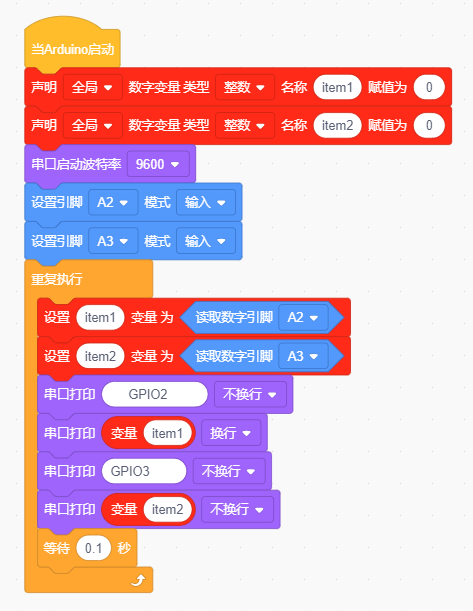 当Arduino启动
声明 全局 数字变量 类型 整数 名称 item1 赋值为 0
声明 全局 数字变量 类型 整数 名称 item2 赋值为 0
串口启动波特率 9600
设置引脚 A2 模式 输入
设置引脚 A3 模式 输入
重复执行
设置 item1 变量 为 读取数字引脚 A2
设置 item2 变量 为 读取数字引脚 A3
串口打印 GPIO2 不换行
串口打印 变量 item1 换行
串口打印 GPIO3 不换行
串口打印 变量 item2 不换行
等待 0.1 秒